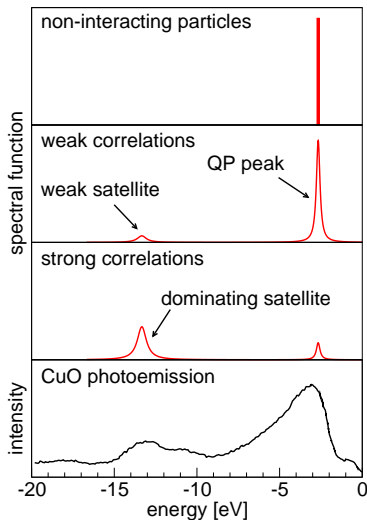 non-interacting particles
weak correlations
QP peak
weak satellite
strong correlations
dominating satellite
CuO photoemission
spectral function
intensity
-20 -15 -10 -5 0
energy [eV]